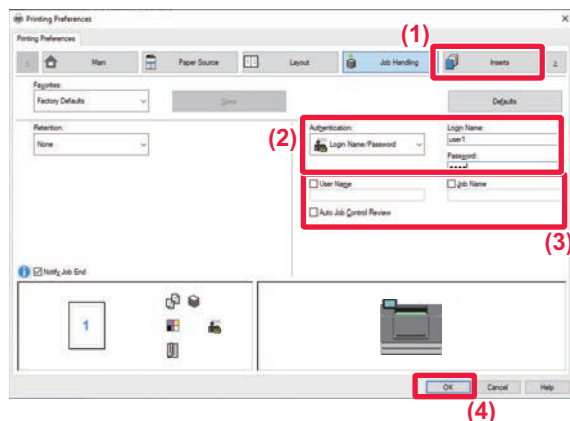 Printing Preferences
Printing Preferences
(1)
Main
Paper Source
Layout
Job Handling
Inserts
Favorites:
Factory Defaults
Save
Defaults
Retention:
None
(2)
Authentication:
Login Name/Password
Login Name:
user1
Password:
••••
User Name
Job Name
Auto Job Control Review
(3)
Notify Job End
1
OK
Cancel
Help
(4)